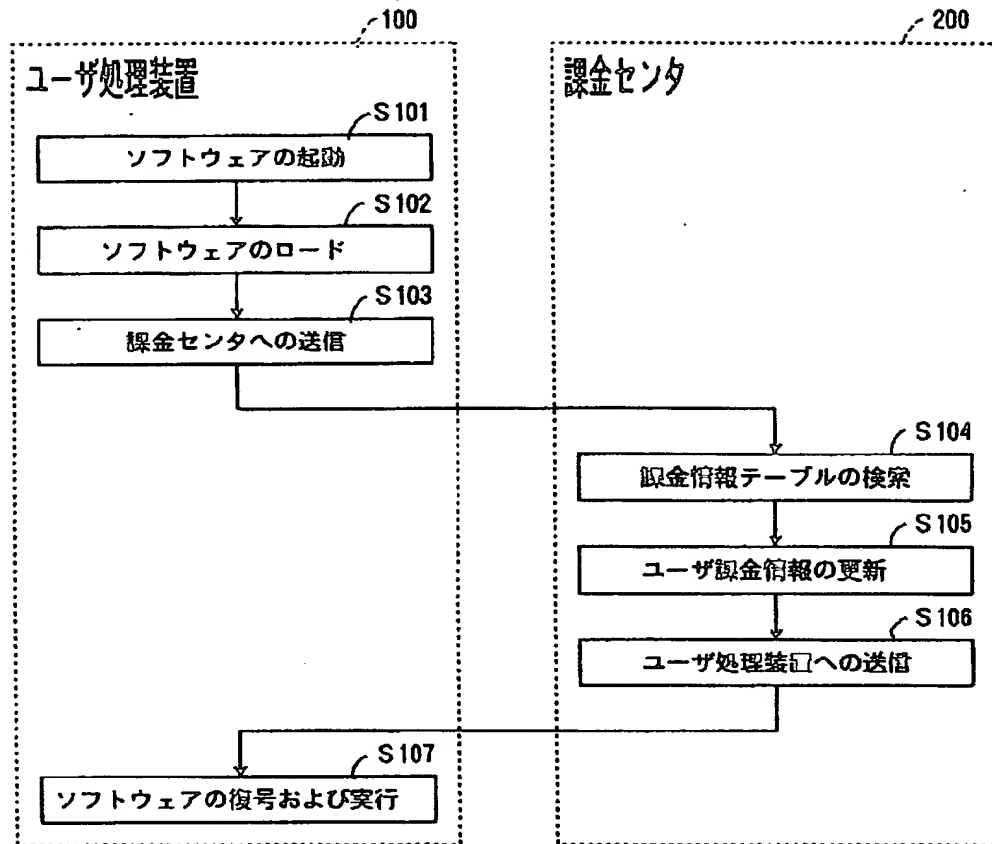 100
200
ユーザ処理装置
課金センタ
S101
ソフトウェアの起動
S102
ソフトウェアのロード
S103
課金センタへの送信
S104
課金情報テーブルの検索
S105
ユーザ課金情報の更新
S106
ユーザ処理装置への送信
S107
ソフトウェアの復号および実行